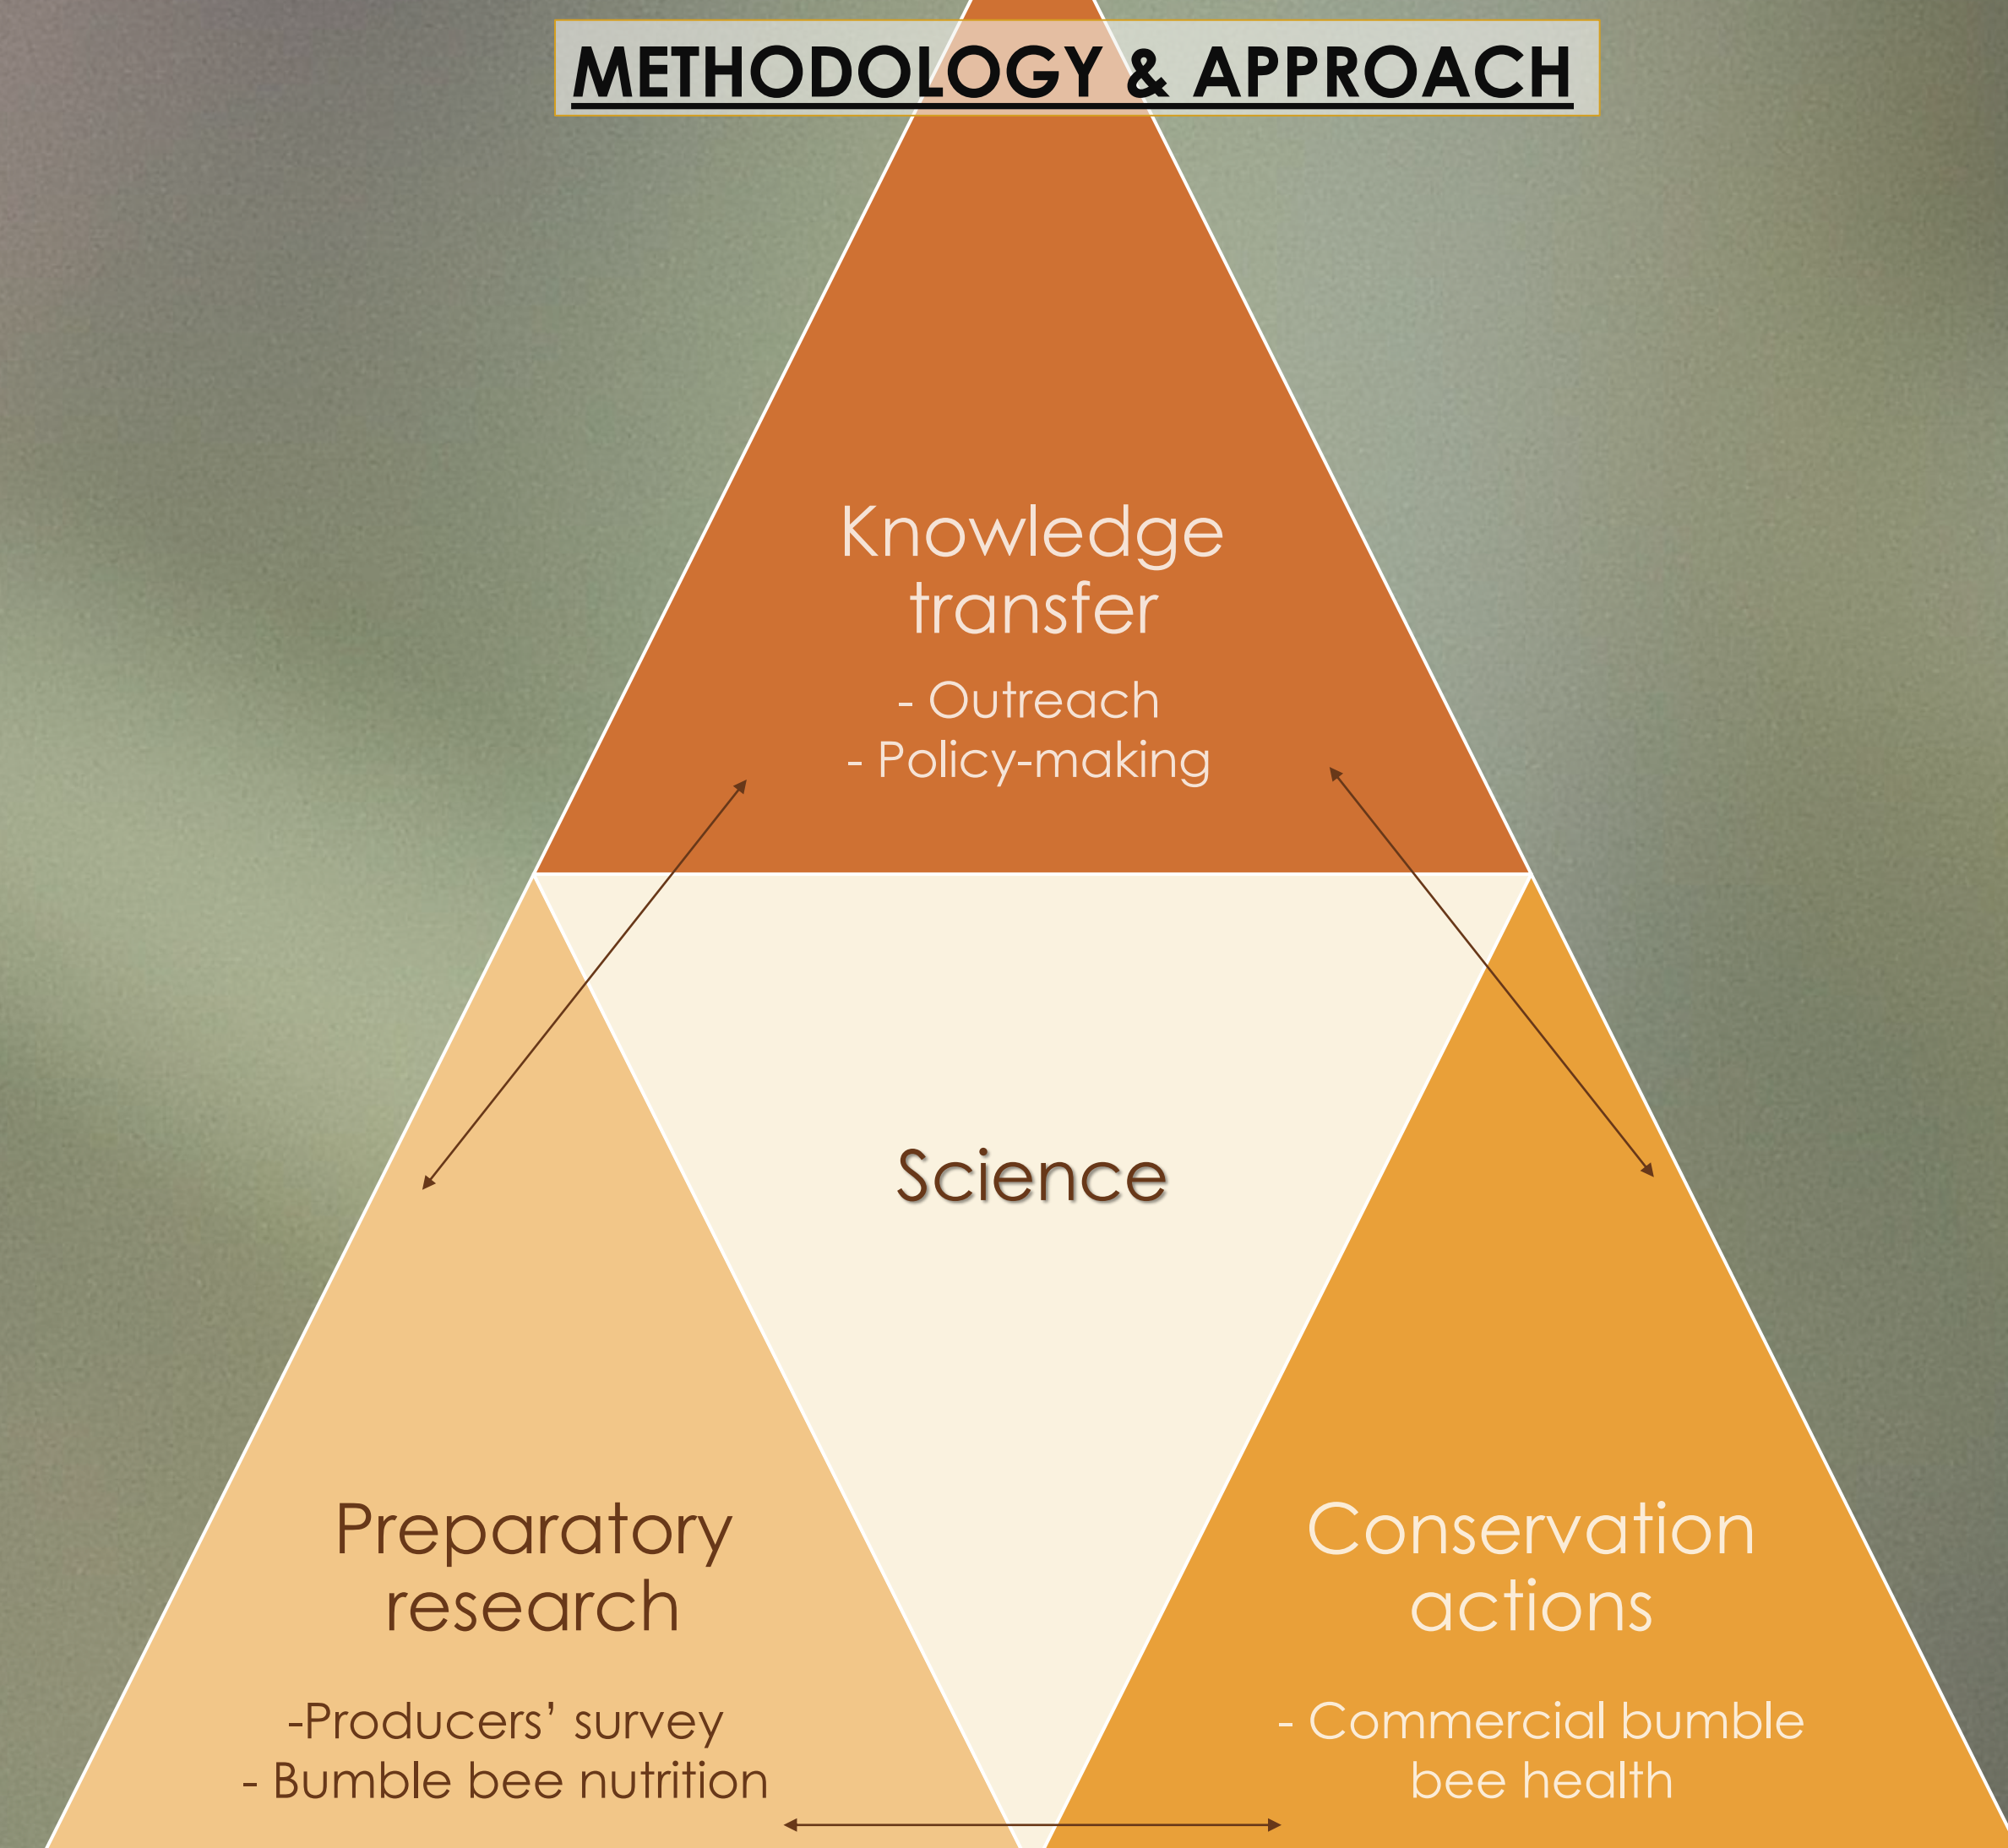 METHODOLOGY & APPROACH
Knowledge
transfer
- Outreach
- Policy-making
Science
Preparatory
research
-Producers’ survey
- Bumble bee nutrition
Conservation
actions
- Commercial bumble
bee health